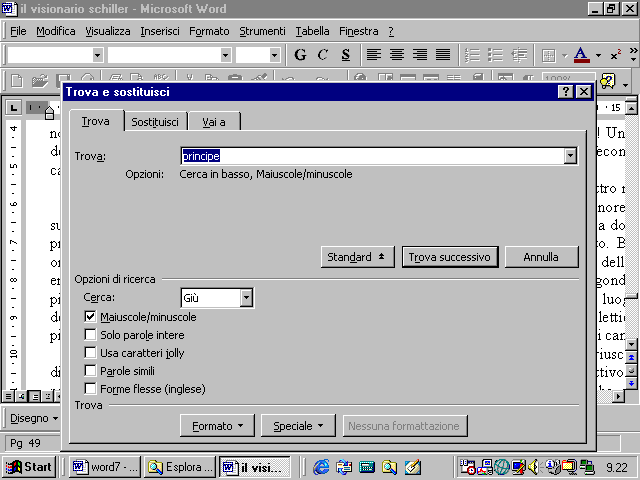 il visionario schiller - Microsoft Word
File Modifica Visualizza Inserisci Formato Strumenti Tabella Finestra ?
G C S
100%
Trova e sostituisci
15
Trova Sostituisci Vai a
Trova: principe
Opzioni: Cerca in basso, Maiuscole/minuscole
Standard Trova successivo Annulla
Opzioni di ricerca
Cerca: Giù
Maiuscole/minuscole
Solo parole intere
Usa caratteri jolly
Parole simili
Forme flesse (inglese)
Trova
Formato Speciale Nessuna formattazione
Disegno
Pg 49
Start word7 - ... Esplora ... il visi... 9.22